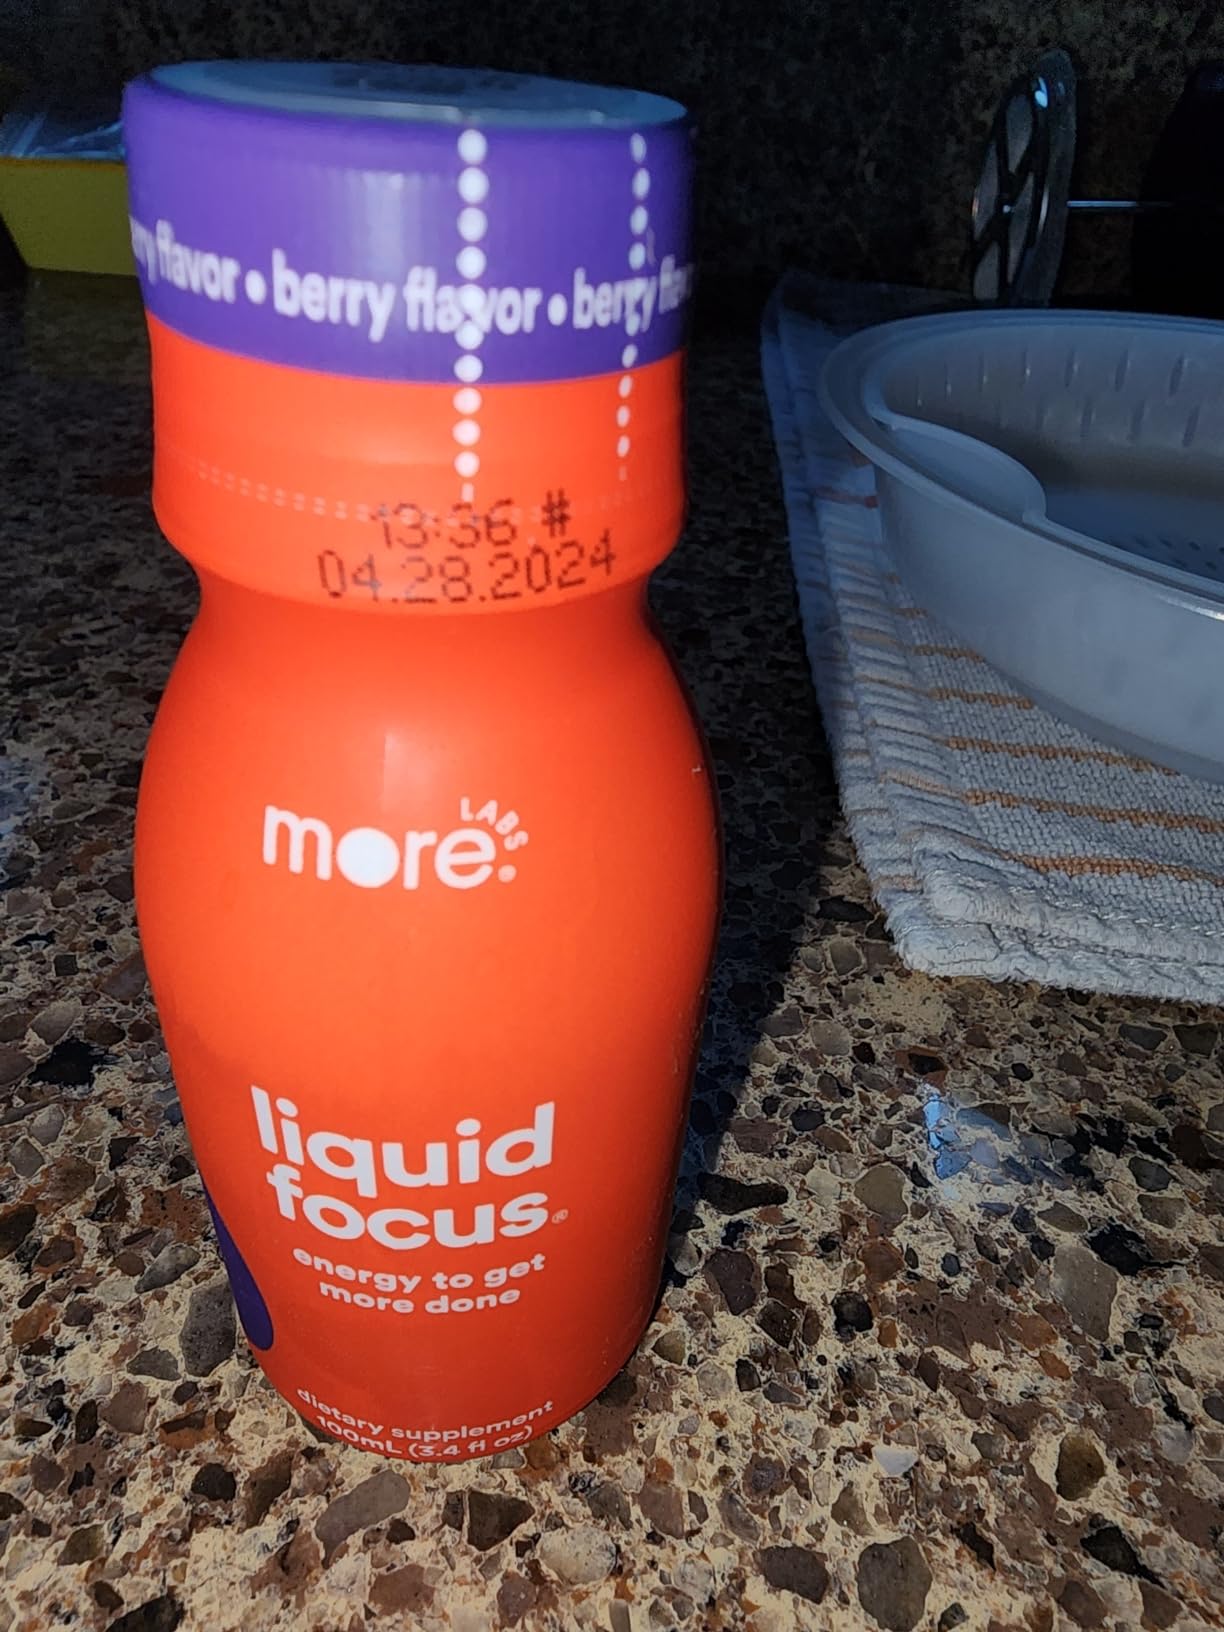 flavor • berry flavor • berry
13:36 #
04.28.2024
more LABS®
liquid
focus®
energy to get
more done
dietary supplement
100mL (3.4 fl oz)